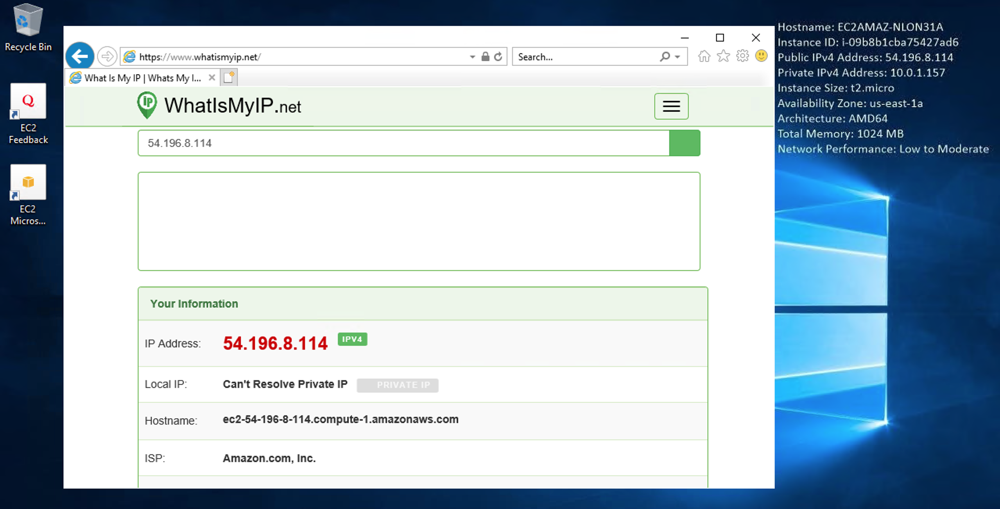 Recycle Bin
EC2
Feedback
EC2
Micros...
https://www.whatismyip.net/
Search...
What Is My IP | Whats My I...
ip
WhatIsMyIP.net
54.196.8.114
Your Information
IP Address:
54.196.8.114
IPV4
Local IP:
Can't Resolve Private IP
PRIVATE IP
Hostname:
ec2-54-196-8-114.compute-1.amazonaws.com
ISP:
Amazon.com, Inc.
Hostname: EC2AMAZ-NLON31A
Instance ID: i-09b8b1cba75427ad6
Public IPv4 Address: 54.196.8.114
Private IPv4 Address: 10.0.1.157
Instance Size: t2.micro
Availability Zone: us-east-1a
Architecture: AMD64
Total Memory: 1024 MB
Network Performance: Low to Moderate